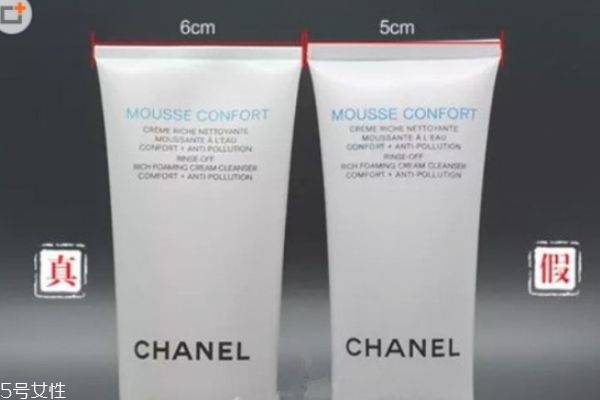 6cm
5cm
MOUSSE CONFORT
CRÈME RICHE NETTOYANTE
MOUSSANTE À L'EAU
CONFORT + ANTI-POLLUTION
RINSE-OFF
RICH FOAMING CREAM CLEANSER
COMFORT + ANTI-POLLUTION
CHANEL
MOUSSE CONFORT
CRÈME RICHE NETTOYANTE
MOUSSANTE À L'EAU
CONFORT + ANTI-POLLUTION
RINSE-OFF
RICH FOAMING CREAM CLEANSER
COMFORT + ANTI-POLLUTION
CHANEL
真
假
5号女性